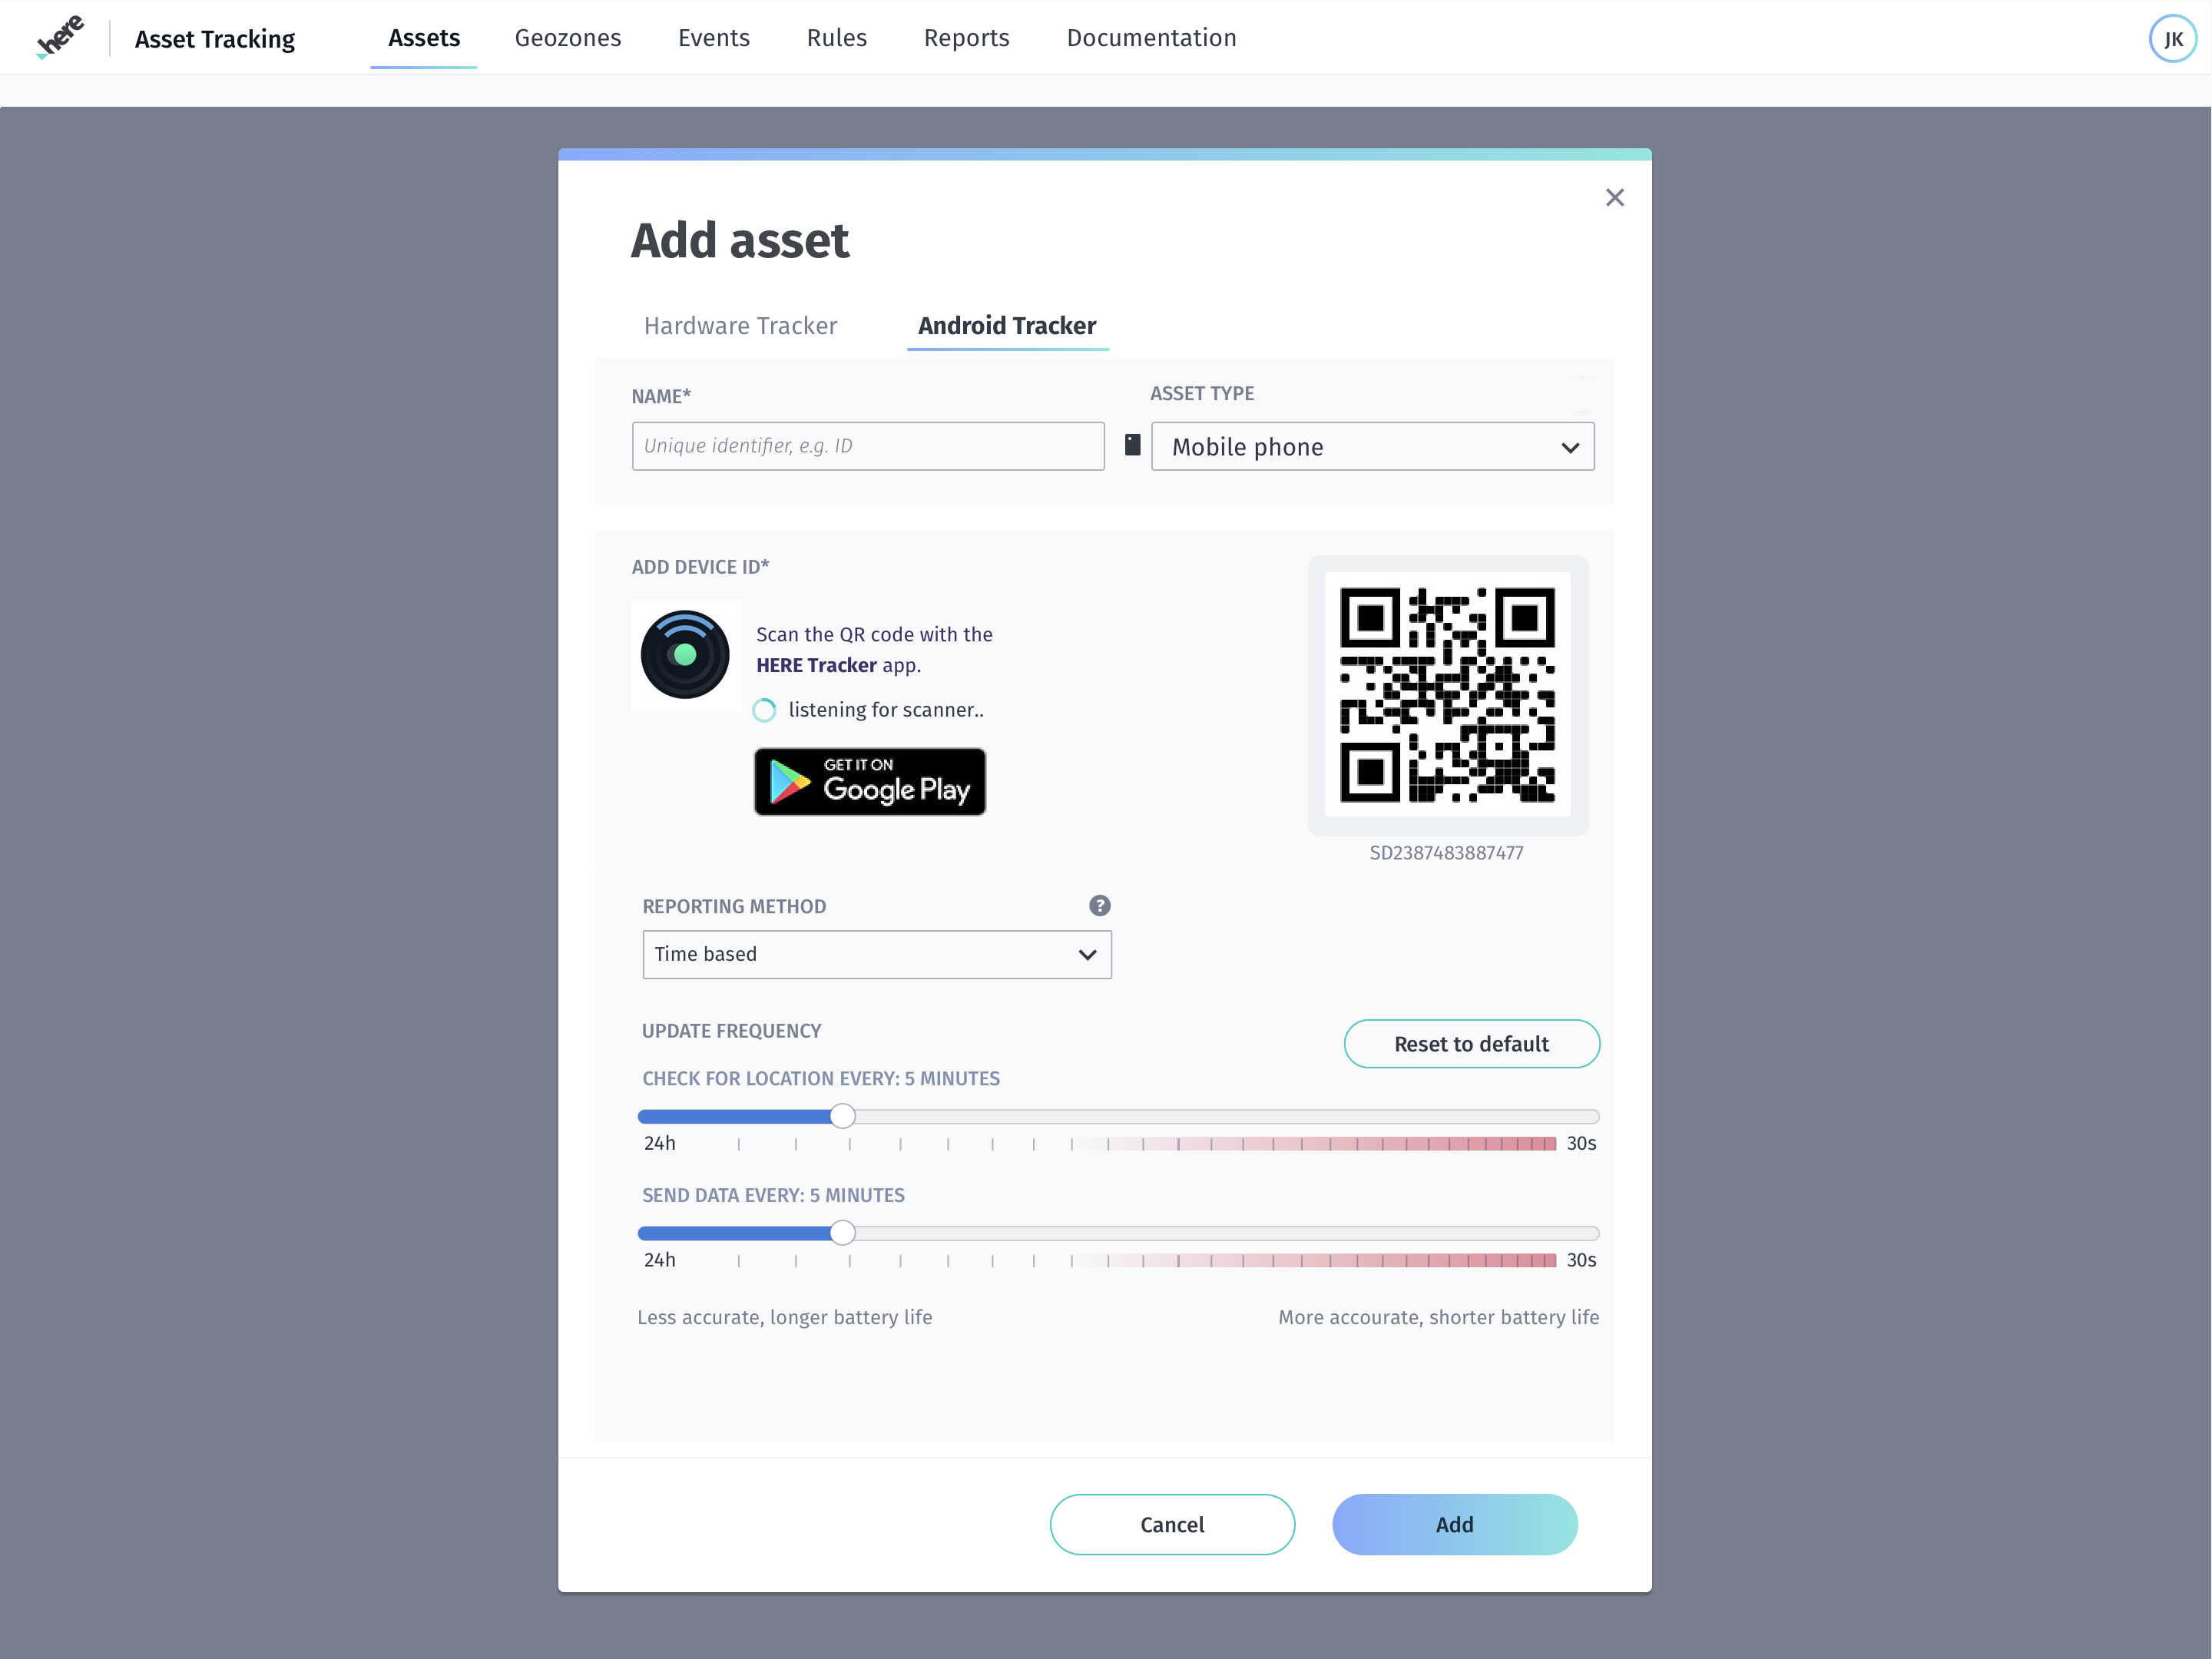 here
Asset Tracking
Assets
Geozones
Events
Rules
Reports
Documentation
JK
Add asset
Hardware Tracker
Android Tracker
NAME*
ASSET TYPE
Unique identifier, e.g. ID
Mobile phone
ADD DEVICE ID*
Scan the QR code with the
HERE Tracker app.
listening for scanner..
GET IT ON
Google Play
SD2387483887477
REPORTING METHOD
?
Time based
UPDATE FREQUENCY
Reset to default
CHECK FOR LOCATION EVERY: 5 MINUTES
24h
30s
SEND DATA EVERY: 5 MINUTES
24h
30s
Less accurate, longer battery life
More accourate, shorter battery life
Cancel
Add